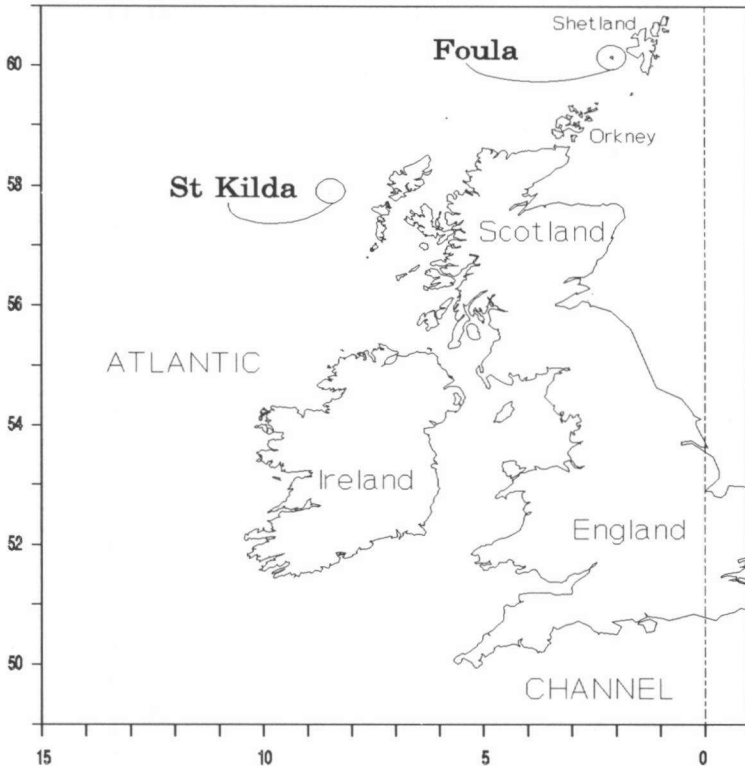 Shetland
Foula
60
Orkney
St Kilda
58
Scotland
56
ATLANTIC
54
Ireland
England
52
50
CHANNEL
15
10
5
0